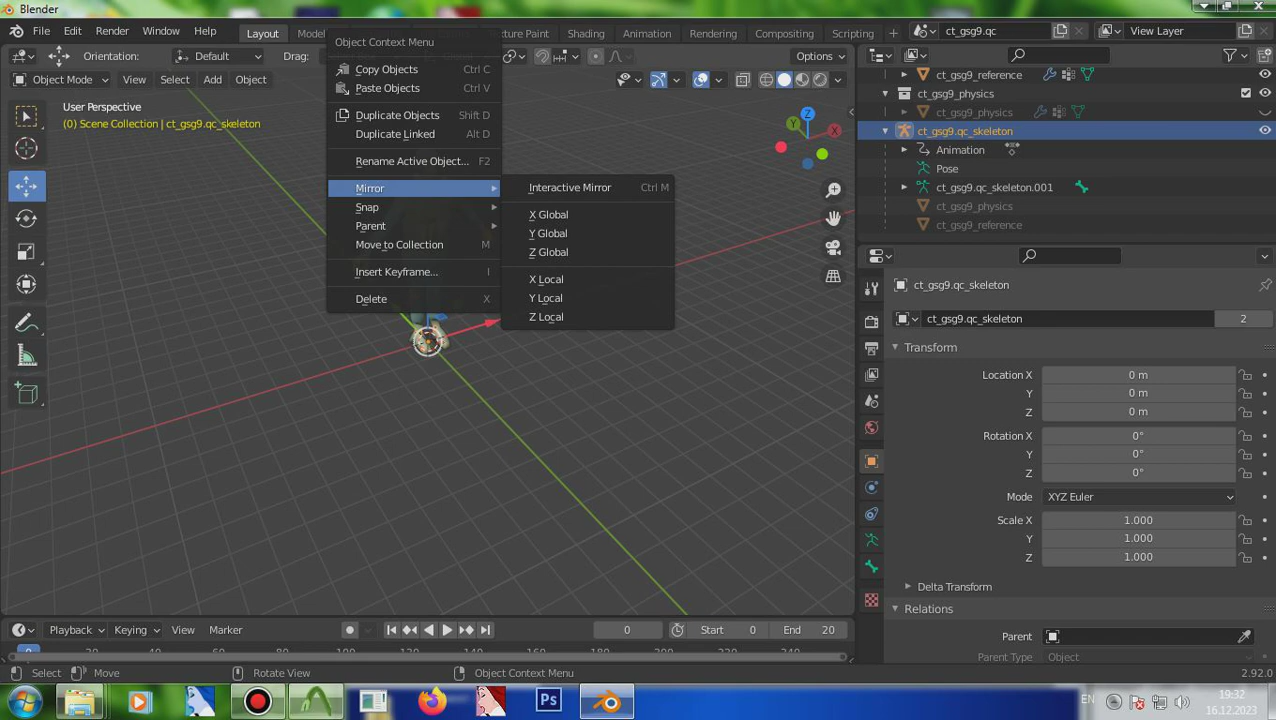 Blender
File Edit Render Window Help Layout Model Texture Paint Shading Animation Rendering Compositing Scripting ct_gsg9.qc View Layer
Orientation: Default Drag: Options
Object Mode View Select Add Object
User Perspective
(0) Scene Collection | ct_gsg9.qc_skeleton
Z
Y
X
Object Context Menu
Copy Objects Ctrl C
Paste Objects Ctrl V
Duplicate Objects Shift D
Duplicate Linked Alt D
Rename Active Object... F2
Mirror
Snap
Parent
Move to Collection M
Insert Keyframe... I
Delete X
Interactive Mirror Ctrl M
X Global
Y Global
Z Global
X Local
Y Local
Z Local
ct_gsg9_reference
ct_gsg9_physics
ct_gsg9_physics
ct_gsg9.qc_skeleton
Animation
Pose
ct_gsg9.qc_skeleton.001
ct_gsg9_physics
ct_gsg9_reference
ct_gsg9.qc_skeleton
ct_gsg9.qc_skeleton 2
Transform
Location X 0 m
Y 0 m
Z 0 m
Rotation X 0°
Y 0°
Z 0°
Mode XYZ Euler
Scale X 1.000
Y 1.000
Z 1.000
Delta Transform
Relations
Parent
Parent Type Object
Playback Keying View Marker 0 Start 0 End 20
Select Move Rotate View Object Context Menu 2.92.0
Ps EN 19:32
16.12.2023